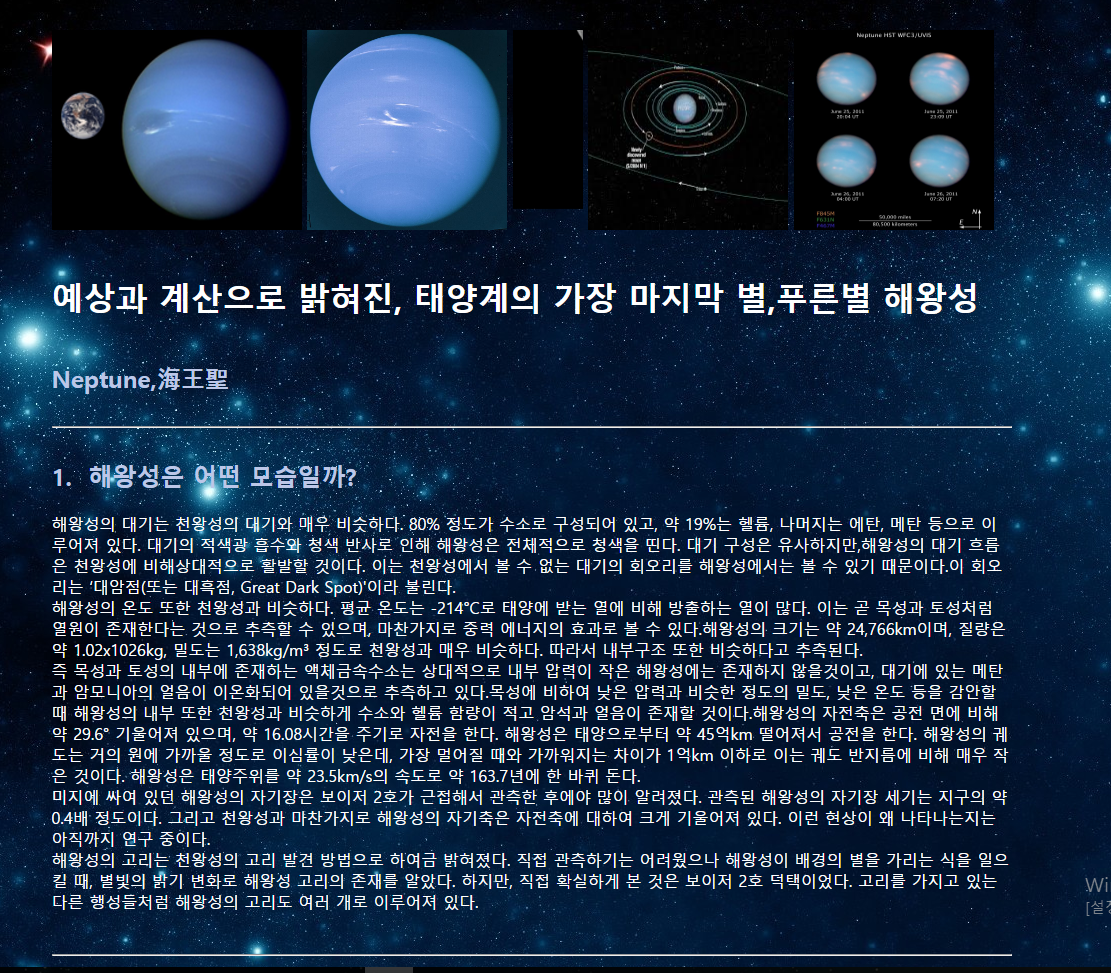 Neptune HST WFC3/UVIS
June 25, 2011
20:04 UT
June 25, 2011
23:09 UT
Newly
discovered
moon
June 26, 2011
04:00 UT
June 26, 2011
07:20 UT
F845M
F631N
F467M
50,000 miles
80,500 kilometers
N
E
예상과 계산으로 밝혀진, 태양계의 가장 마지막 별,푸른별 해왕성
Neptune,海王聖
1. 해왕성은 어떤 모습일까?
해왕성의 대기는 천왕성의 대기와 매우 비슷하다. 80% 정도가 수소로 구성되어 있고, 약 19%는 헬륨, 나머지는 에탄, 메탄 등으로 이
루어져 있다. 대기의 적색광 흡수와 청색 반사로 인해 해왕성은 전체적으로 청색을 띤다. 대기 구성은 유사하지만,해왕성의 대기 흐름
은 천왕성에 비해상대적으로 활발할 것이다. 이는 천왕성에서 볼 수 없는 대기의 회오리를 해왕성에서는 볼 수 있기 때문이다.이 회오
리는 ‘대암점(또는 대흑점, Great Dark Spot)'이라 불린다.
해왕성의 온도 또한 천왕성과 비슷하다. 평균 온도는 -214°C로 태양에 받는 열에 비해 방출하는 열이 많다. 이는 곧 목성과 토성처럼
열원이 존재한다는 것으로 추측할 수 있으며, 마찬가지로 중력 에너지의 효과로 볼 수 있다.해왕성의 크기는 약 24,766km이며, 질량은
약 1.02x1026kg, 밀도는 1,638kg/m³ 정도로 천왕성과 매우 비슷하다. 따라서 내부구조 또한 비슷하다고 추측된다.
즉 목성과 토성의 내부에 존재하는 액체금속수소는 상대적으로 내부 압력이 작은 해왕성에는 존재하지 않을것이고, 대기에 있는 메탄
과 암모니아의 얼음이 이온화되어 있을것으로 추측하고 있다.목성에 비하여 낮은 압력과 비슷한 정도의 밀도, 낮은 온도 등을 감안할
때 해왕성의 내부 또한 천왕성과 비슷하게 수소와 헬륨 함량이 적고 암석과 얼음이 존재할 것이다.해왕성의 자전축은 공전 면에 비해
약 29.6° 기울어져 있으며, 약 16.08시간을 주기로 자전을 한다. 해왕성은 태양으로부터 약 45억km 떨어져서 공전을 한다. 해왕성의 궤
도는 거의 원에 가까울 정도로 이심률이 낮은데, 가장 멀어질 때와 가까워지는 차이가 1억km 이하로 이는 궤도 반지름에 비해 매우 작
은 것이다. 해왕성은 태양주위를 약 23.5km/s의 속도로 약 163.7년에 한 바퀴 돈다.
미지에 싸여 있던 해왕성의 자기장은 보이저 2호가 근접해서 관측한 후에야 많이 알려졌다. 관측된 해왕성의 자기장 세기는 지구의 약
0.4배 정도이다. 그리고 천왕성과 마찬가지로 해왕성의 자기축은 자전축에 대하여 크게 기울어져 있다. 이런 현상이 왜 나타나는지는
아직까지 연구 중이다.
해왕성의 고리는 천왕성의 고리 발견 방법으로 하여금 밝혀졌다. 직접 관측하기는 어려웠으나 해왕성이 배경의 별을 가리는 식을 일으
킬 때, 별빛의 밝기 변화로 해왕성 고리의 존재를 알았다. 하지만, 직접 확실하게 본 것은 보이저 2호 덕택이었다. 고리를 가지고 있는
다른 행성들처럼 해왕성의 고리도 여러 개로 이루어져 있다.
Wi
[설정